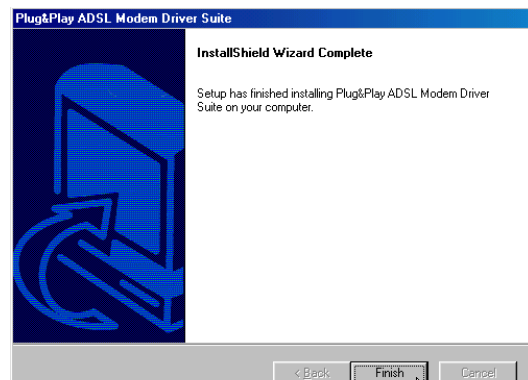 Plug&Play ADSL Modem Driver Suite
InstallShield Wizard Complete
Setup has finished installing Plug&Play ADSL Modem Driver
Suite on your computer.
< Back
Finish
Cancel